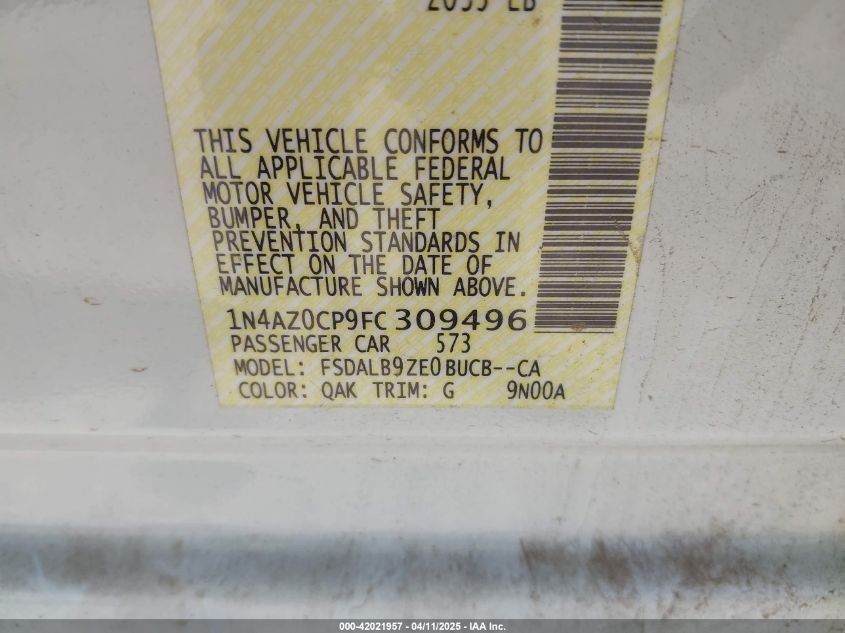 2035 LB
THIS VEHICLE CONFORMS TO
ALL APPLICABLE FEDERAL
MOTOR VEHICLE SAFETY,
BUMPER, AND THEFT
PREVENTION STANDARDS IN
EFFECT ON THE DATE OF
MANUFACTURE SHOWN ABOVE.
1N4AZ0CP9FC309496
PASSENGER CAR 573
MODEL: FSDALB9ZE0BUCB--CA
COLOR: QAK TRIM: G 9N00A
000-42021957 - 04/11/2025 - IAA Inc.